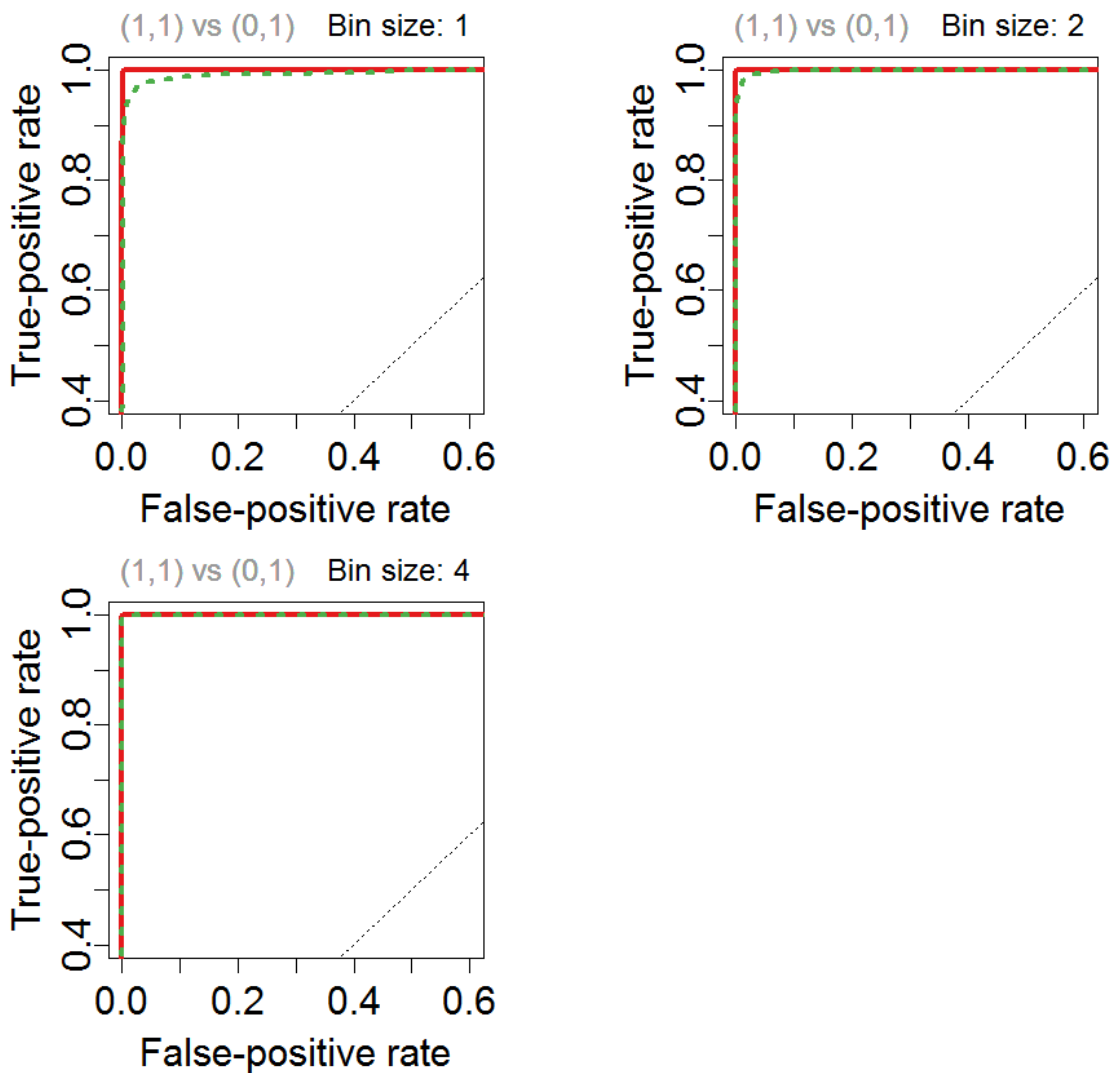 (1,1) vs (0,1) Bin size: 1
True-positive rate
1.0
0.8
0.6
0.4
0.0 0.2 0.4 0.6
False-positive rate
(1,1) vs (0,1) Bin size: 2
True-positive rate
1.0
0.8
0.6
0.4
0.0 0.2 0.4 0.6
False-positive rate
(1,1) vs (0,1) Bin size: 4
True-positive rate
1.0
0.8
0.6
0.4
0.0 0.2 0.4 0.6
False-positive rate